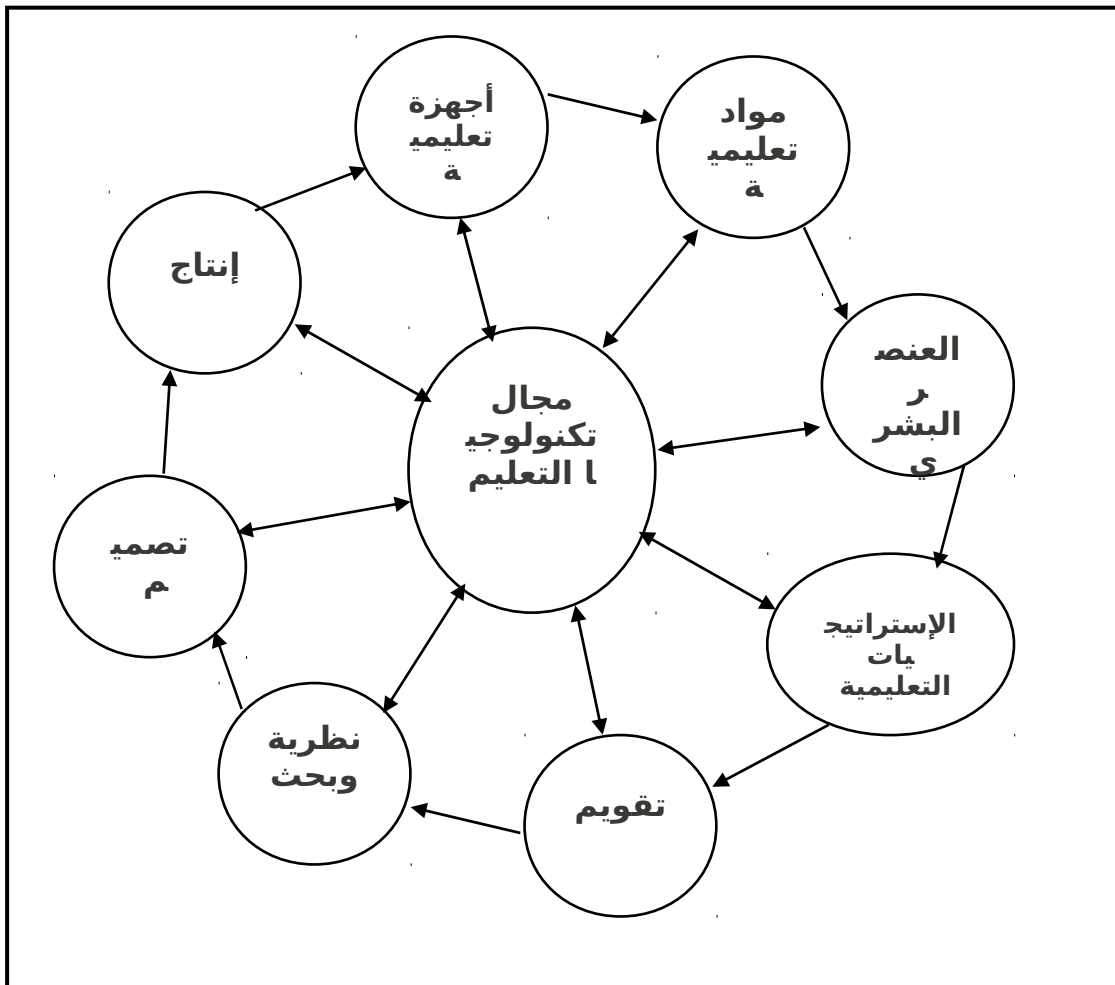 أجهزة
تعليمي
ة
مواد
تعليمي
ة
إنتاج
العنص
ر
البشر
ي
مجال
تكنولوجي
ا التعليم
تصمي
م
الإستراتيج
يات
التعليمية
نظرية
وبحث
تقويم